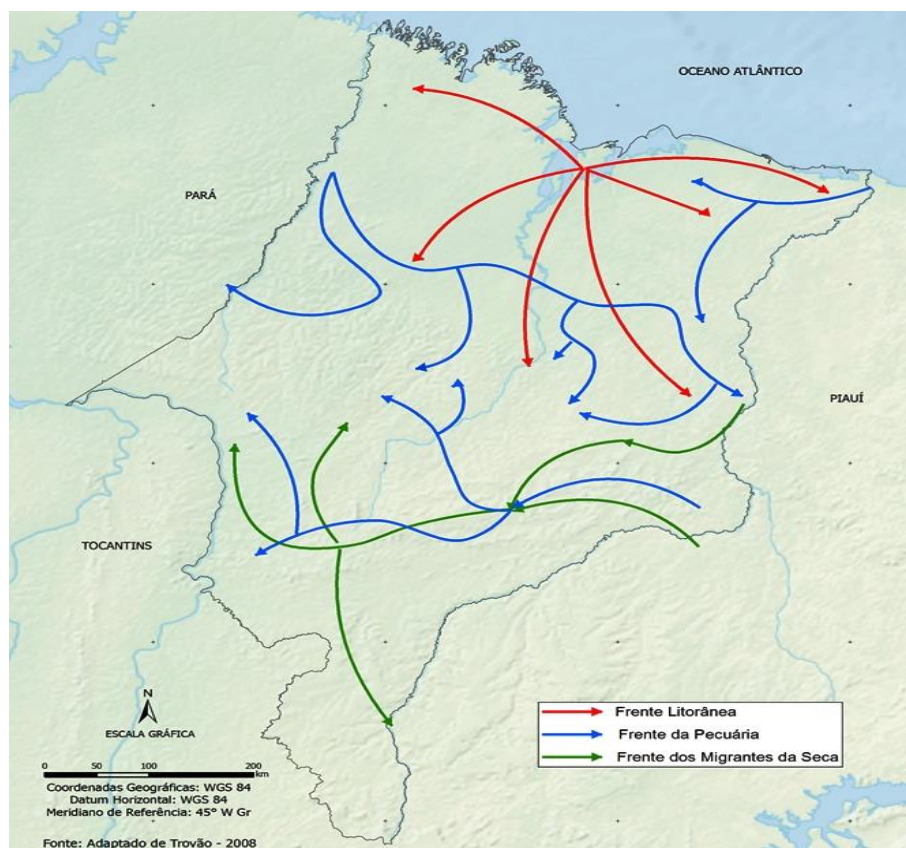 OCEANO ATLÂNTICO
PARÁ
PIAUÍ
TOCANTINS
N
ESCALA GRÁFICA
0 50 100 200
km
Coordenadas Geográficas: WGS 84
Datum Horizontal: WGS 84
Meridiano de Referência: 45° W Gr
Fonte: Adaptado de Trovão - 2008
Frente Litorânea
Frente da Pecuária
Frente dos Migrantes da Seca